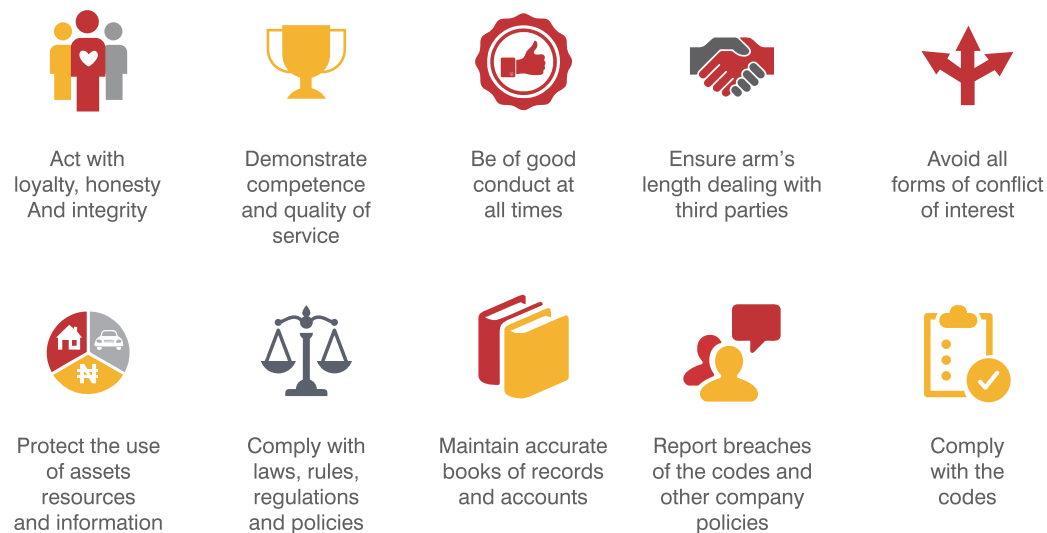 Act with
loyalty, honesty
And integrity
Demonstrate
competence
and quality of
service
Be of good
conduct at
all times
Ensure arm's
length dealing with
third parties
Avoid all
forms of conflict
of interest
₦
Protect the use
of assets
resources
and information
Comply with
laws, rules,
regulations
and policies
Maintain accurate
books of records
and accounts
Report breaches
of the codes and
other company
policies
Comply
with the
codes